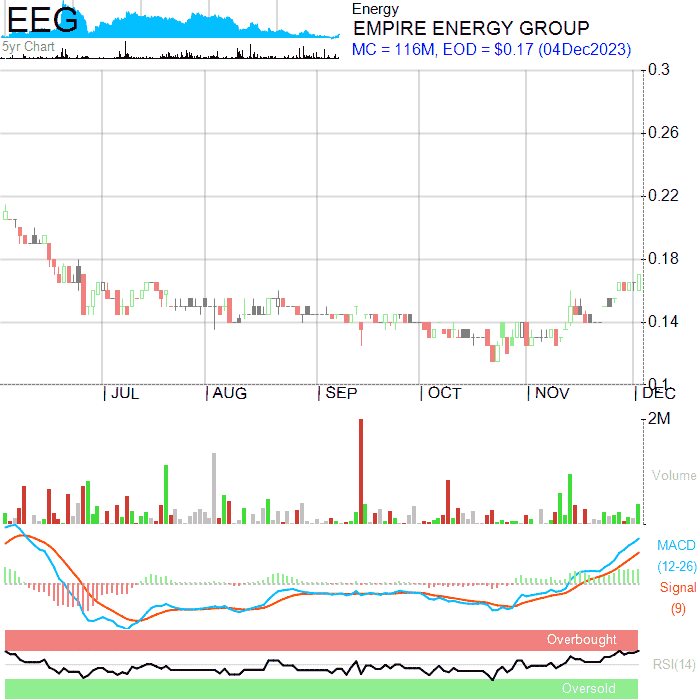 EEG
5yr Chart
Energy
EMPIRE ENERGY GROUP
MC = 116M, EOD = $0.17 (04Dec2023)
0.3
0.26
0.22
0.18
0.14
0.1
JUL AUG SEP OCT NOV DEC
2M
Volume
MACD
(12-26)
Signal
(9)
Overbought
RSI(14)
Oversold